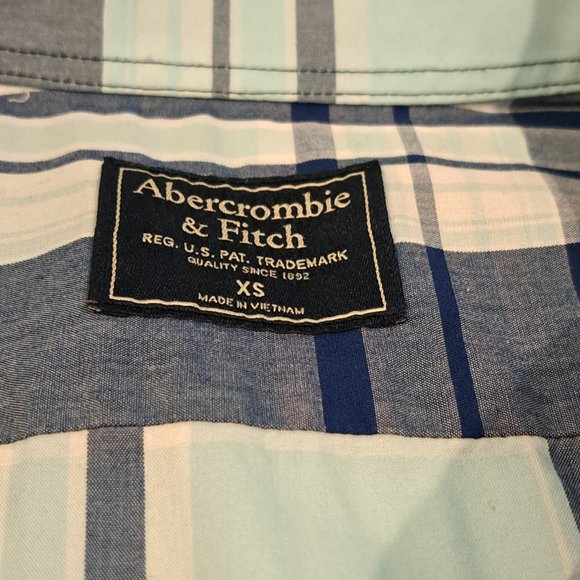 Abercrombie
& Fitch
REG. U.S. PAT. TRADEMARK
QUALITY SINCE 1892
XS
MADE IN VIETNAM